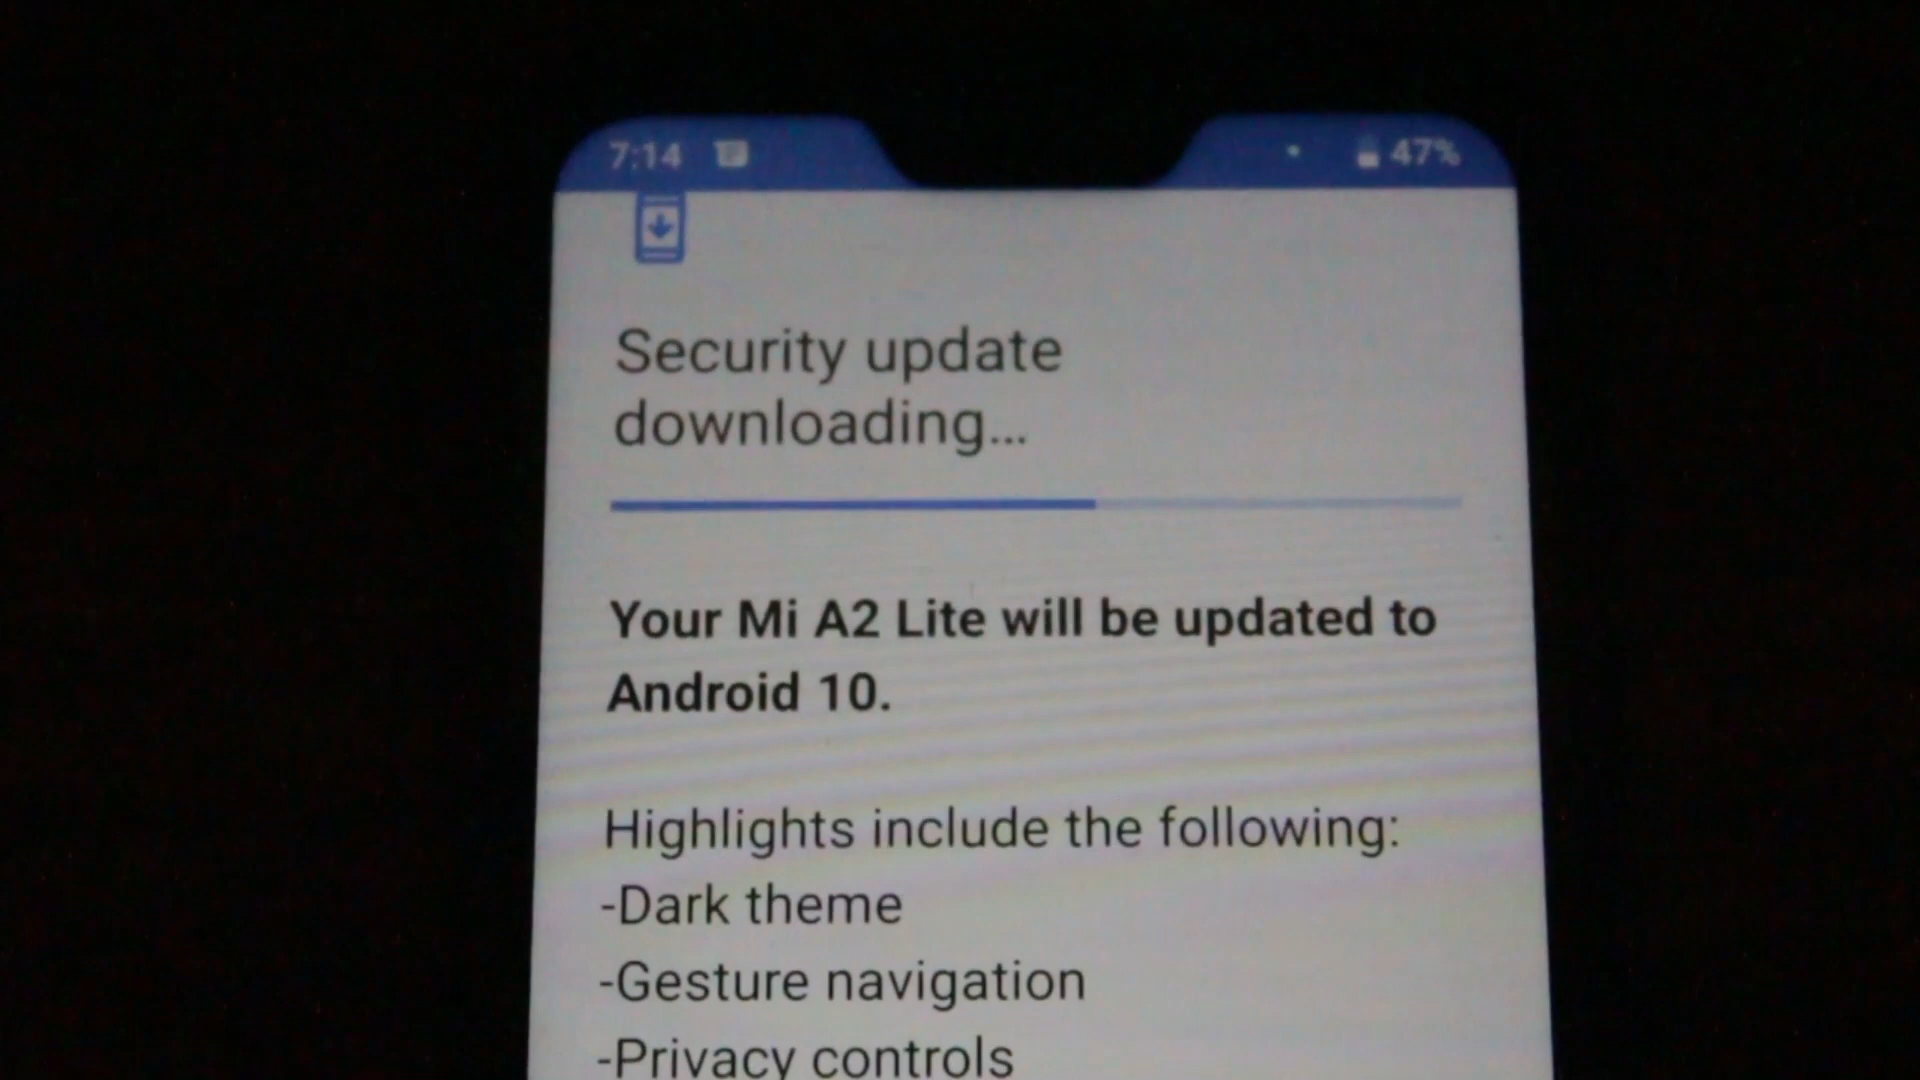 7:14 47%
Security update
downloading...
Your Mi A2 Lite will be updated to
Android 10.
Highlights include the following:
-Dark theme
-Gesture navigation
-Privacy controls